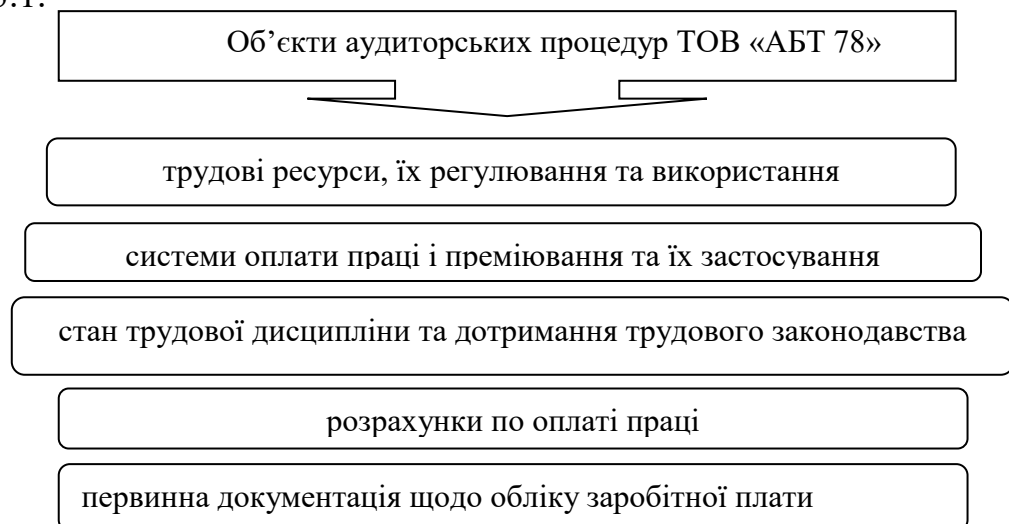 Об’єкти аудиторських процедур ТОВ «АБТ 78»
трудові ресурси, їх регулювання та використання
системи оплати праці і преміювання та їх застосування
стан трудової дисципліни та дотримання трудового законодавства
розрахунки по оплаті праці
первинна документація щодо обліку заробітної плати